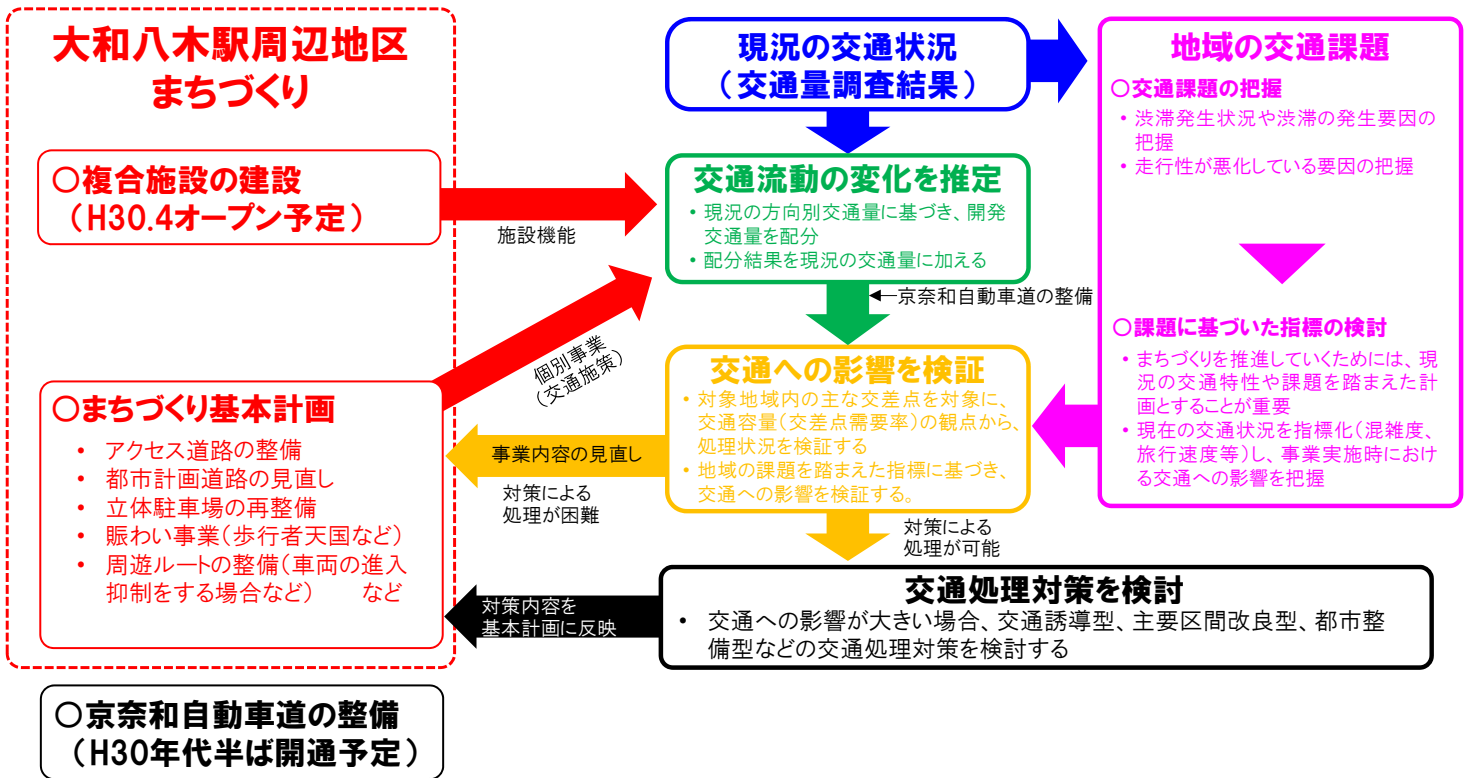 大和八木駅周辺地区
まちづくり
○複合施設の建設
（H30.4オープン予定）
施設機能
個別事業
（交通施策）
○まちづくり基本計画
• アクセス道路の整備
• 都市計画道路の見直し
• 立体駐車場の再整備
• 賑わい事業（歩行者天国など）
• 周遊ルートの整備（車両の進入
抑制をする場合など）　など
○京奈和自動車道の整備
（H30年代半ば開通予定）
現況の交通状況
（交通量調査結果）
交通流動の変化を推定
• 現況の方向別交通量に基づき、開発
交通量を配分
• 配分結果を現況の交通量に加える
京奈和自動車道の整備
交通への影響を検証
• 対象地域内の主な交差点を対象に、
交通容量（交差点需要率）の観点から、
処理状況を検証する
• 地域の課題を踏まえた指標に基づき、
交通への影響を検証する。
事業内容の見直し
対策による
処理が困難
対策による
処理が可能
交通処理対策を検討
• 交通への影響が大きい場合、交通誘導型、主要区間改良型、都市整
備型などの交通処理対策を検討する
対策内容を
基本計画に反映
地域の交通課題
○交通課題の把握
• 渋滞発生状況や渋滞の発生要因の
把握
• 走行性が悪化している要因の把握
○課題に基づいた指標の検討
• まちづくりを推進していくためには、現
況の交通特性や課題を踏まえた計
画とすることが重要
• 現在の交通状況を指標化（混雑度、
旅行速度等）し、事業実施時におけ
る交通への影響を把握